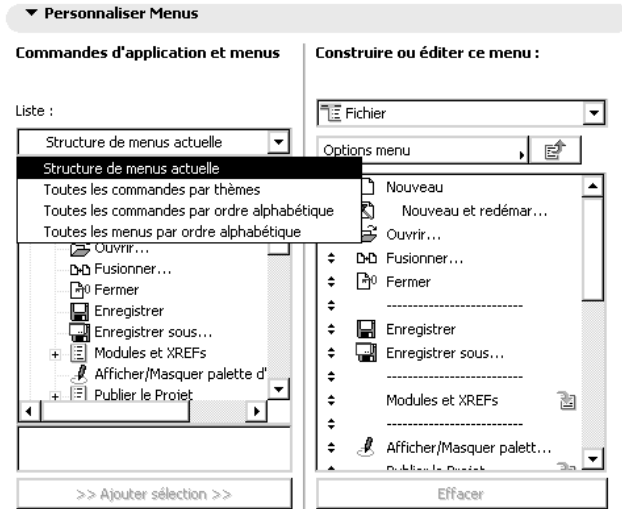 Personnaliser Menus
Commandes d'application et menus
Liste :
Structure de menus actuelle
Structure de menus actuelle
Toutes les commandes par thèmes
Toutes les commandes par ordre alphabétique
Toutes les menus par ordre alphabétique
Ouvrir...
Fusionner...
Fermer
Enregistrer
Enregistrer sous...
Modules et XREFs
Afficher/Masquer palette d'
Publier le Projet
>> Ajouter sélection >>
Construire ou éditer ce menu :
Fichier
Options menu
Nouveau
Nouveau et redémar...
Ouvrir...
Fusionner...
Fermer
------------------------
Enregistrer
Enregistrer sous...
------------------------
Modules et XREFs
------------------------
Afficher/Masquer palett...
Publier le Projet
Effacer